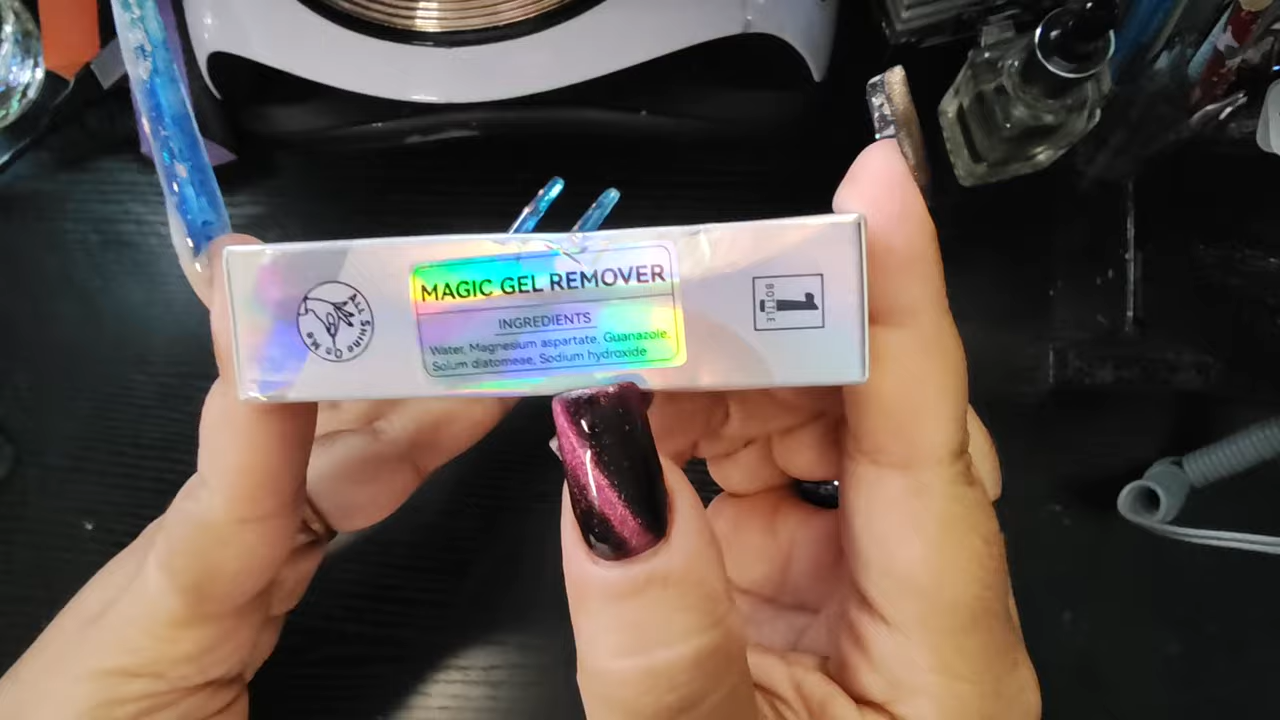 ALL Shine On Me
MAGIC GEL REMOVER
INGREDIENTS
Water, Magnesium aspartate, Guanazole,
Solum diatomeae, Sodium hydroxide
1
BOTTLE